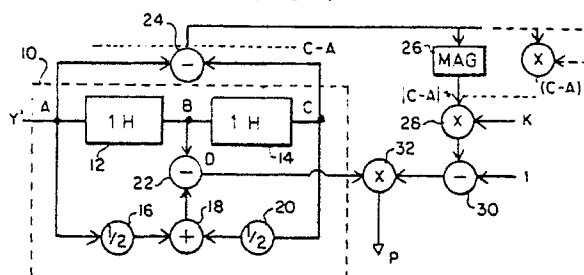 24
C-A
10
26
MAG
X
(C-A)
Y'
A
1 H
B
1 H
C
|C-A|
X
K
28
12
D
14
32
22
−
X
−
1
30
16
18
20
1/2
+
1/2
P